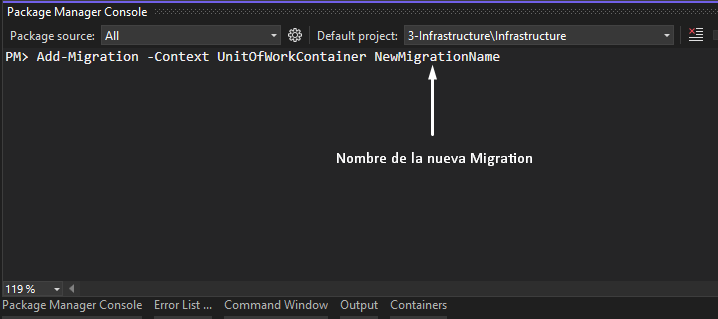 Package Manager Console
Package source: All Default project: 3-Infrastructure\Infrastructure
PM> Add-Migration -Context UnitOfWorkContainer NewMigrationName
Nombre de la nueva Migration
119 %
Package Manager Console Error List ... Command Window Output Containers